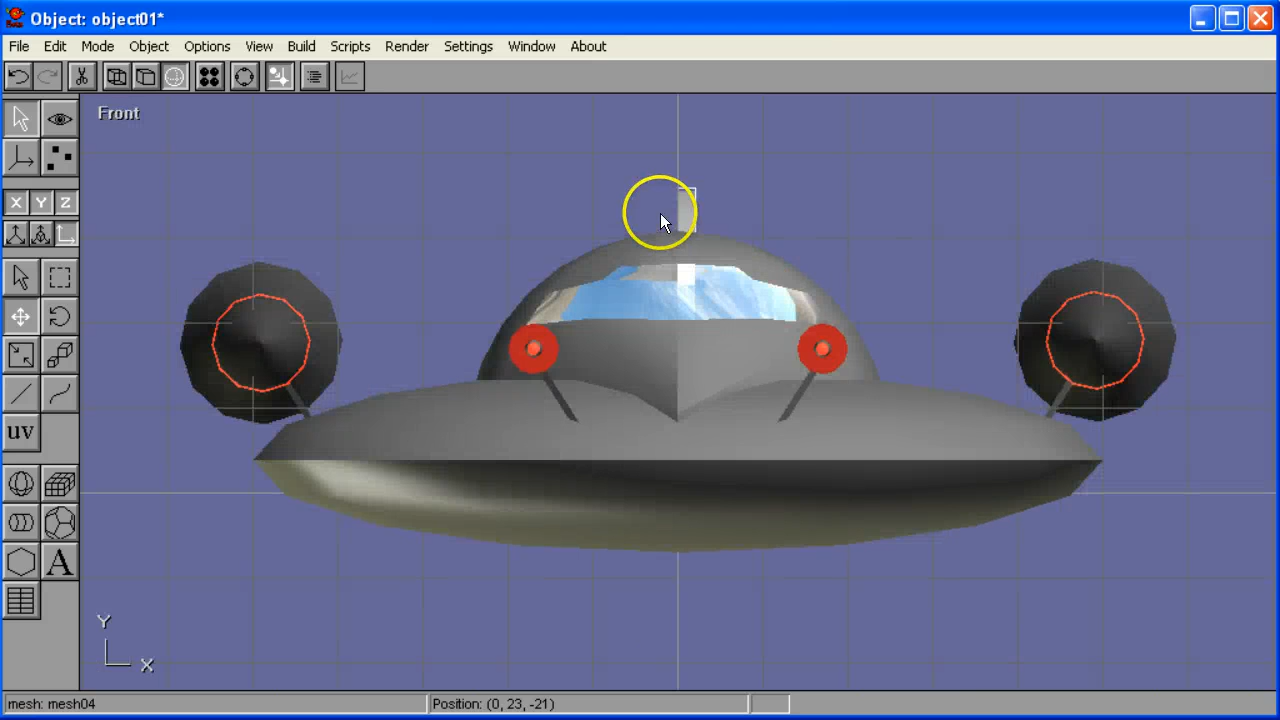 Object: object01*
File Edit Mode Object Options View Build Scripts Render Settings Window About
Front
X Y Z
uv
A
Y
X
mesh: mesh04 Position: (0, 23, -21)